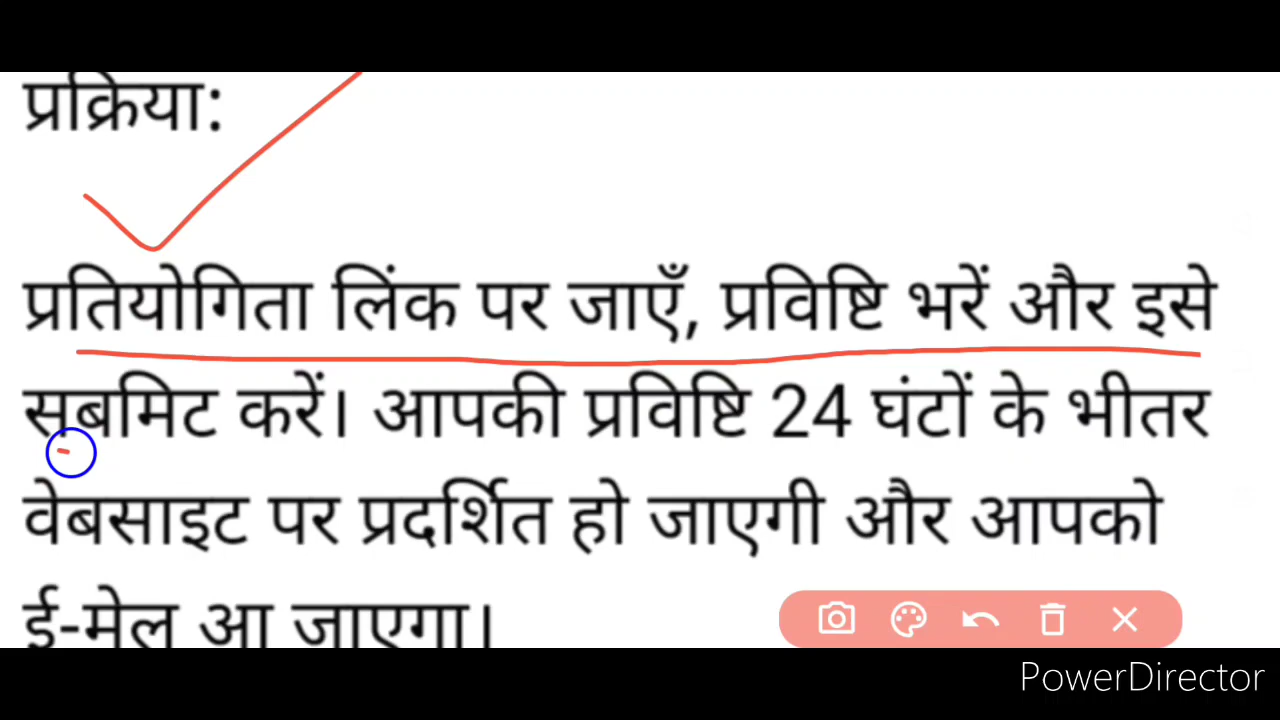 प्रक्रिया:
प्रतियोगिता लिंक पर जाएँ, प्रविष्टि भरें और इसे
सबमिट करें। आपकी प्रविष्टि 24 घंटों के भीतर
वेबसाइट पर प्रदर्शित हो जाएगी और आपको
ई-मेल आ जाएगा।
PowerDirector